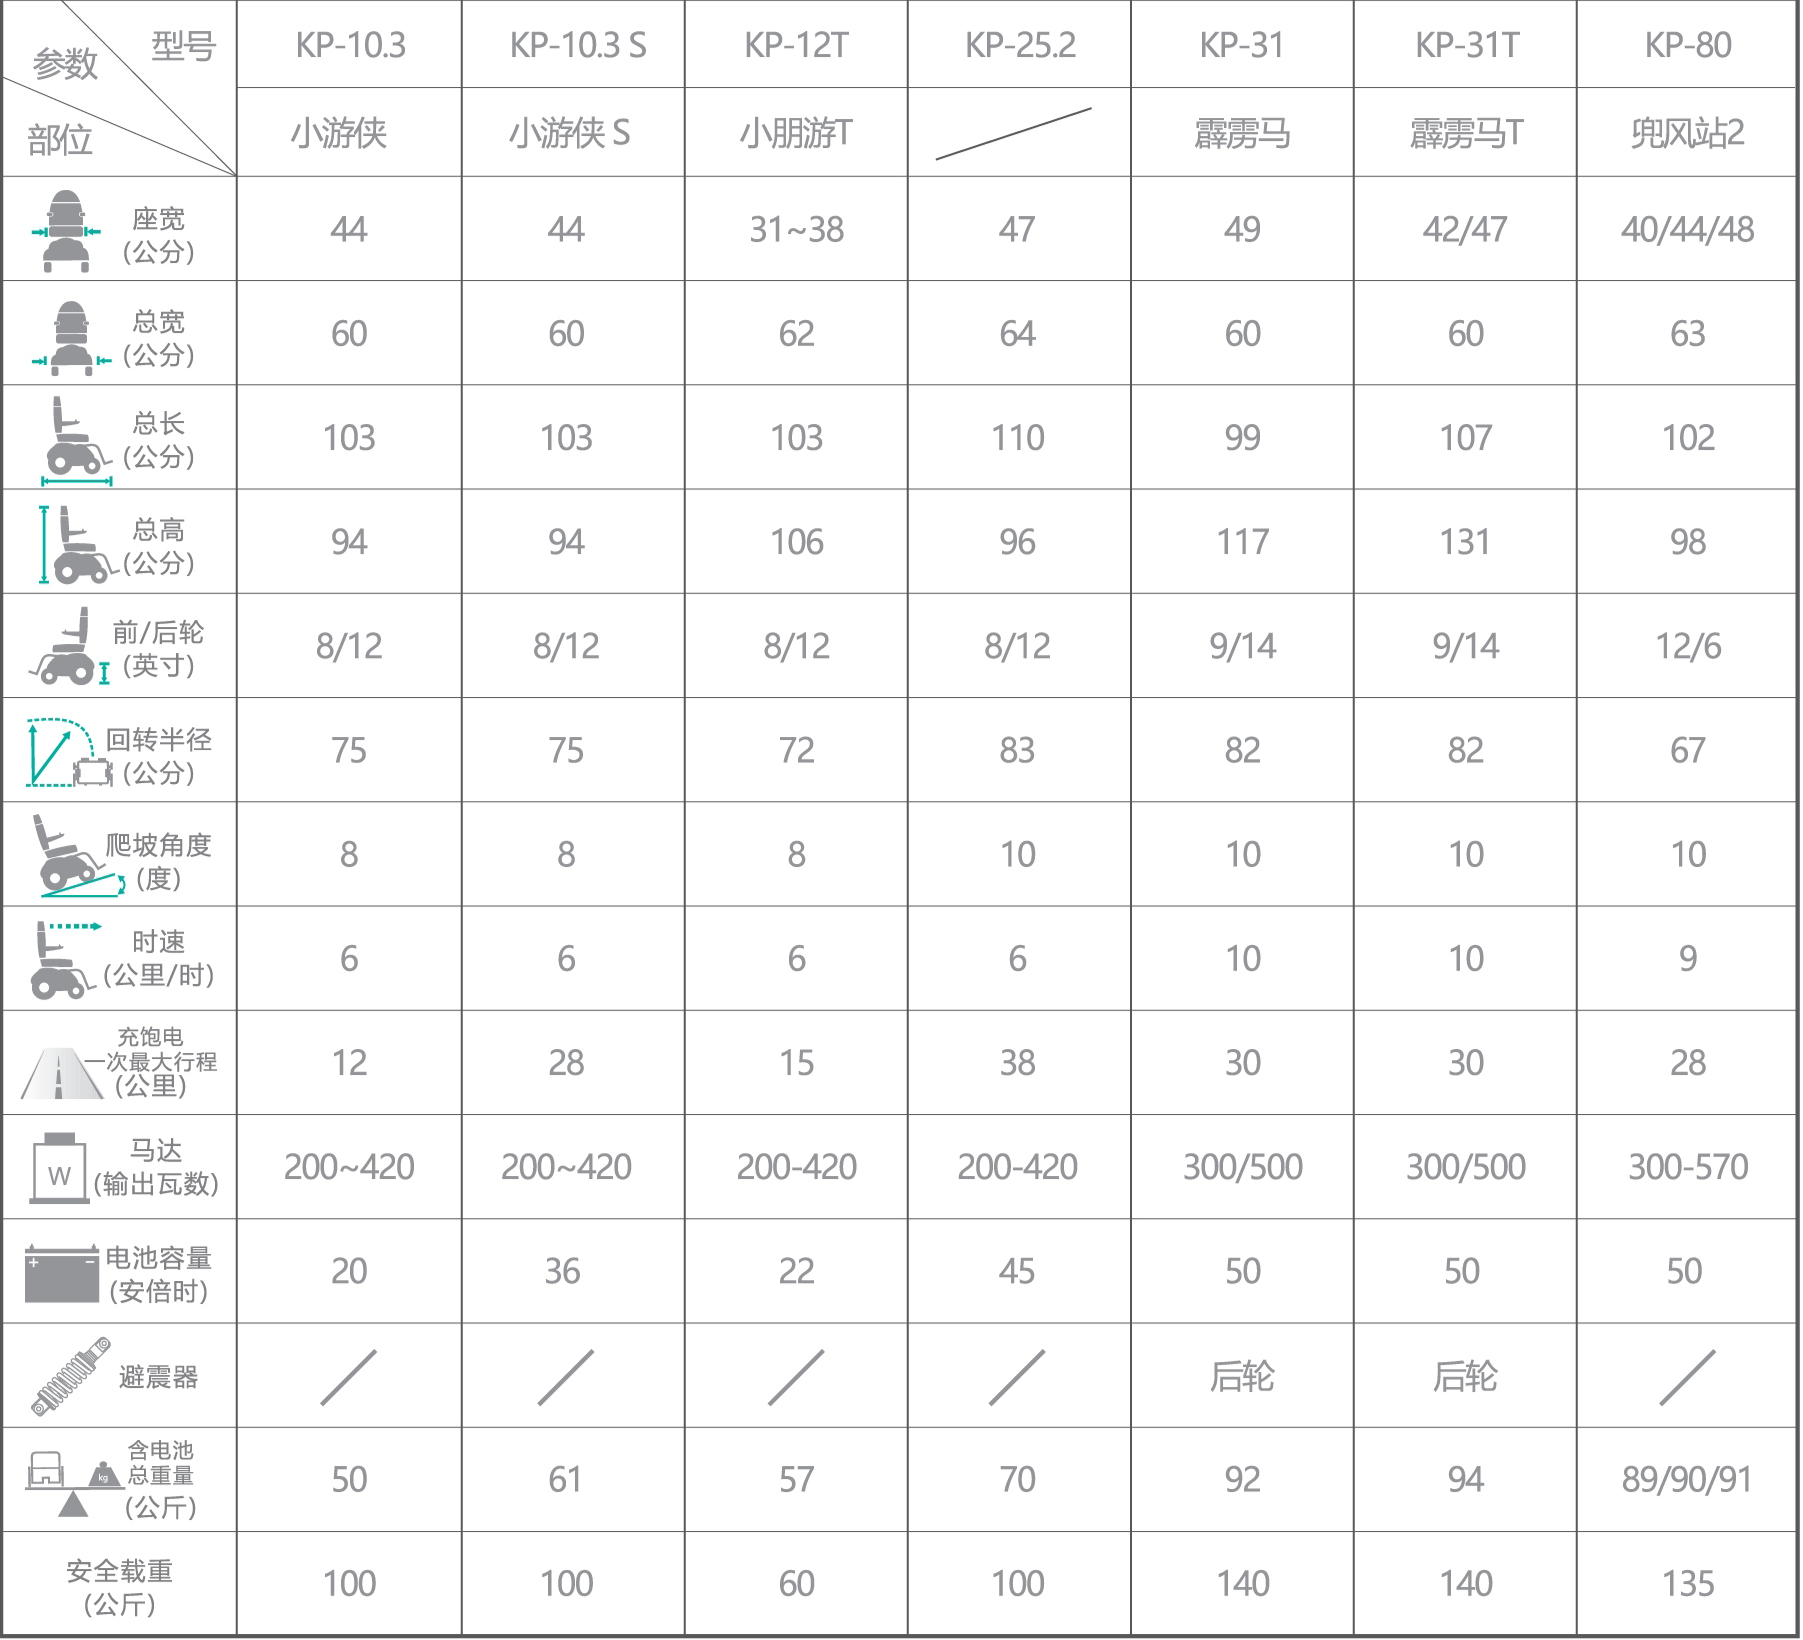 参数 型号 KP-10.3 KP-10.3 S KP-12T KP-25.2 KP-31 KP-31T KP-80
部位 小游侠 小游侠 S 小朋游T 霹雳马 霹雳马T 兜风站2
座宽 44 44 31~38 47 49 42/47 40/44/48
(公分)
总宽 60 60 62 64 60 60 63
(公分)
总长 103 103 103 110 99 107 102
(公分)
总高 94 94 106 96 117 131 98
(公分)
前/后轮 8/12 8/12 8/12 8/12 9/14 9/14 12/6
(英寸)
回转半径 75 75 72 83 82 82 67
(公分)
爬坡角度 8 8 8 10 10 10 10
(度)
时速 6 6 6 6 10 10 9
(公里/时)
充饱电
一次最大行程 12 28 15 38 30 30 28
(公里)
马达 200~420 200~420 200-420 200-420 300/500 300/500 300-570
W (输出瓦数)
+ − 电池容量 20 36 22 45 50 50 50
(安倍时)
避震器 后轮 后轮
含电池
kg 总重量 50 61 57 70 92 94 89/90/91
(公斤)
安全载重 100 100 60 100 140 140 135
(公斤)